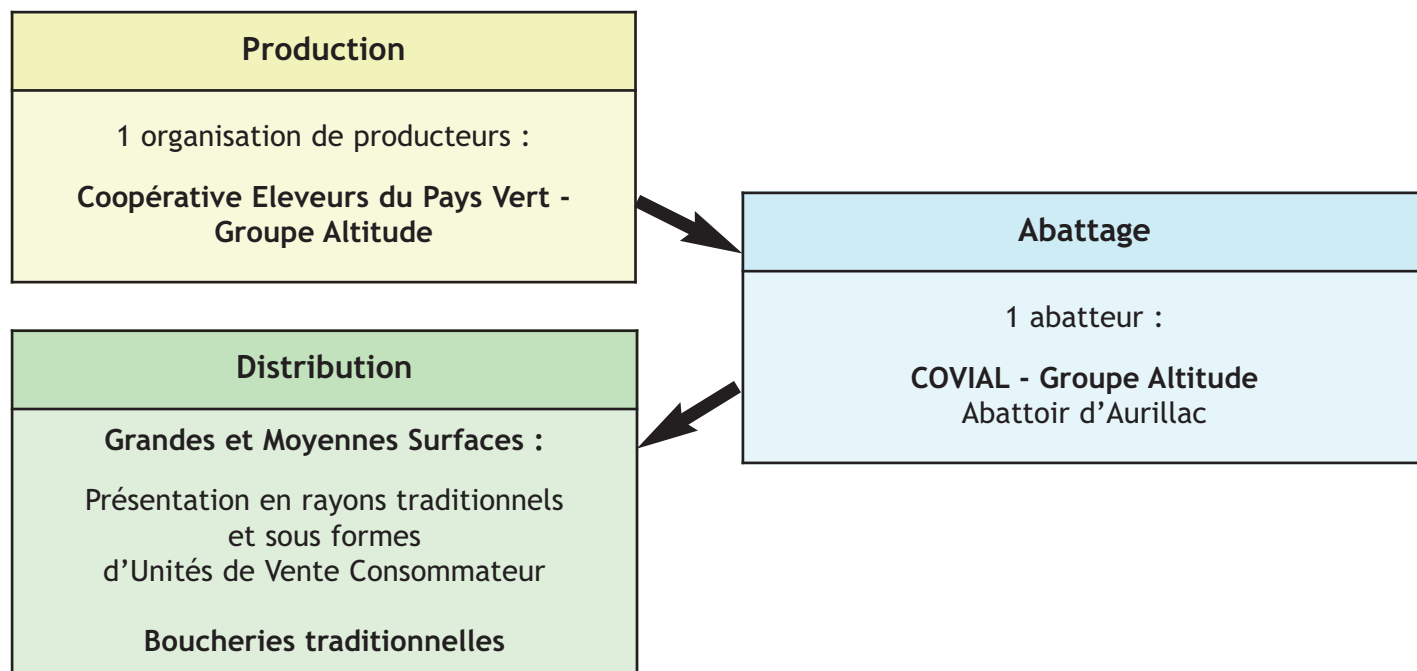 Production
1 organisation de producteurs :
Coopérative Eleveurs du Pays Vert -
Groupe Altitude
Abattage
1 abatteur :
COVIAL - Groupe Altitude
Abattoir d’Aurillac
Distribution
Grandes et Moyennes Surfaces :
Présentation en rayons traditionnels
et sous formes
d’Unités de Vente Consommateur
Boucheries traditionnelles